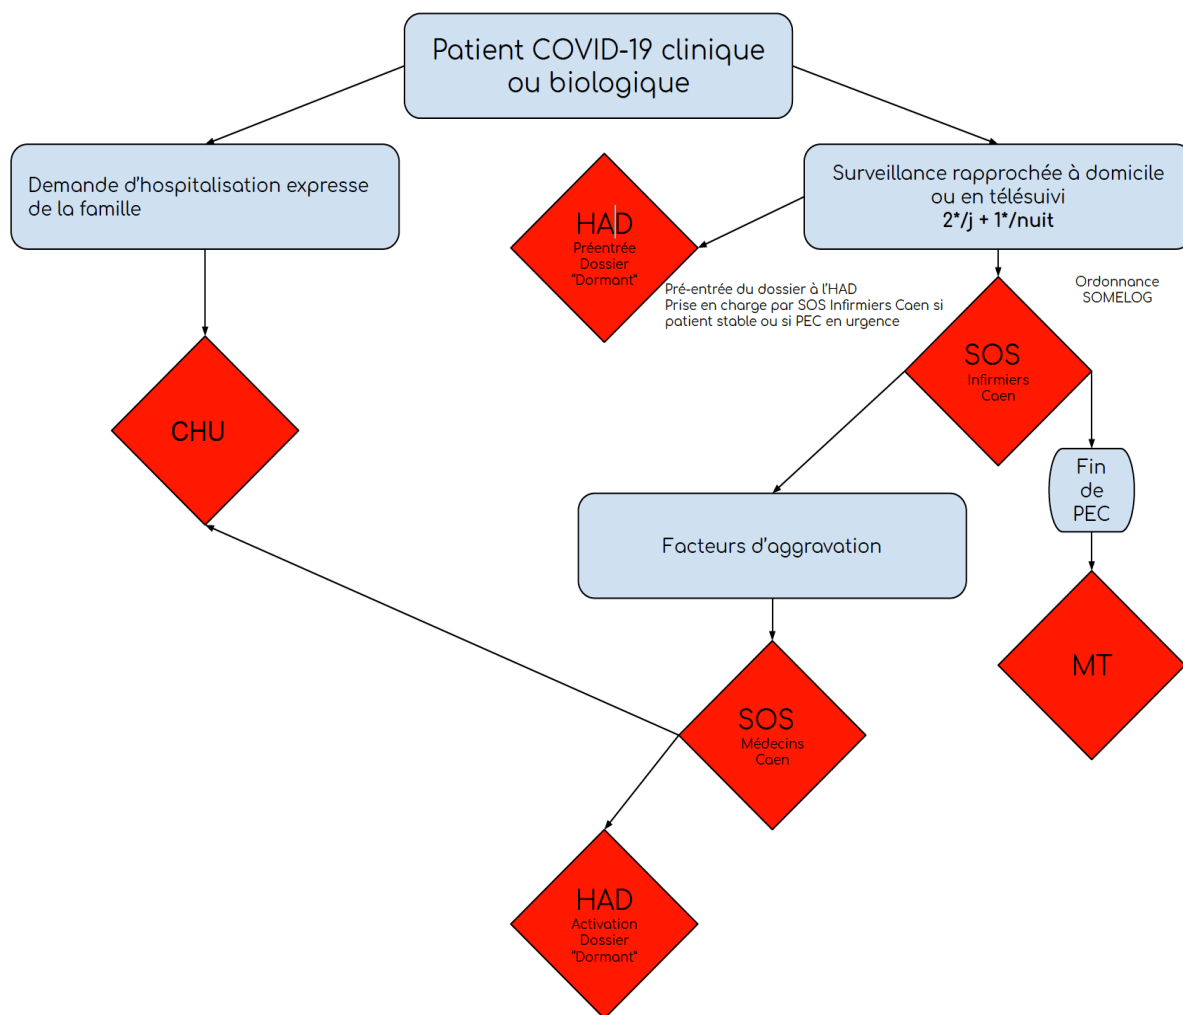 Patient COVID-19 clinique
ou biologique
Demande d'hospitalisation expresse
de la famille
Surveillance rapprochée à domicile
ou en télésuivi
2*/j + 1*/nuit
HAD
Préentrée
Dossier
"Dormant"
Pré-entrée du dossier à l'HAD
Prise en charge par SOS Infirmiers Caen si
patient stable ou si PEC en urgence
Ordonnance
SOMELOG
SOS
Infirmiers
Caen
CHU
Fin
de
PEC
Facteurs d'aggravation
MT
SOS
Médecins
Caen
HAD
Activation
Dossier
"Dormant"